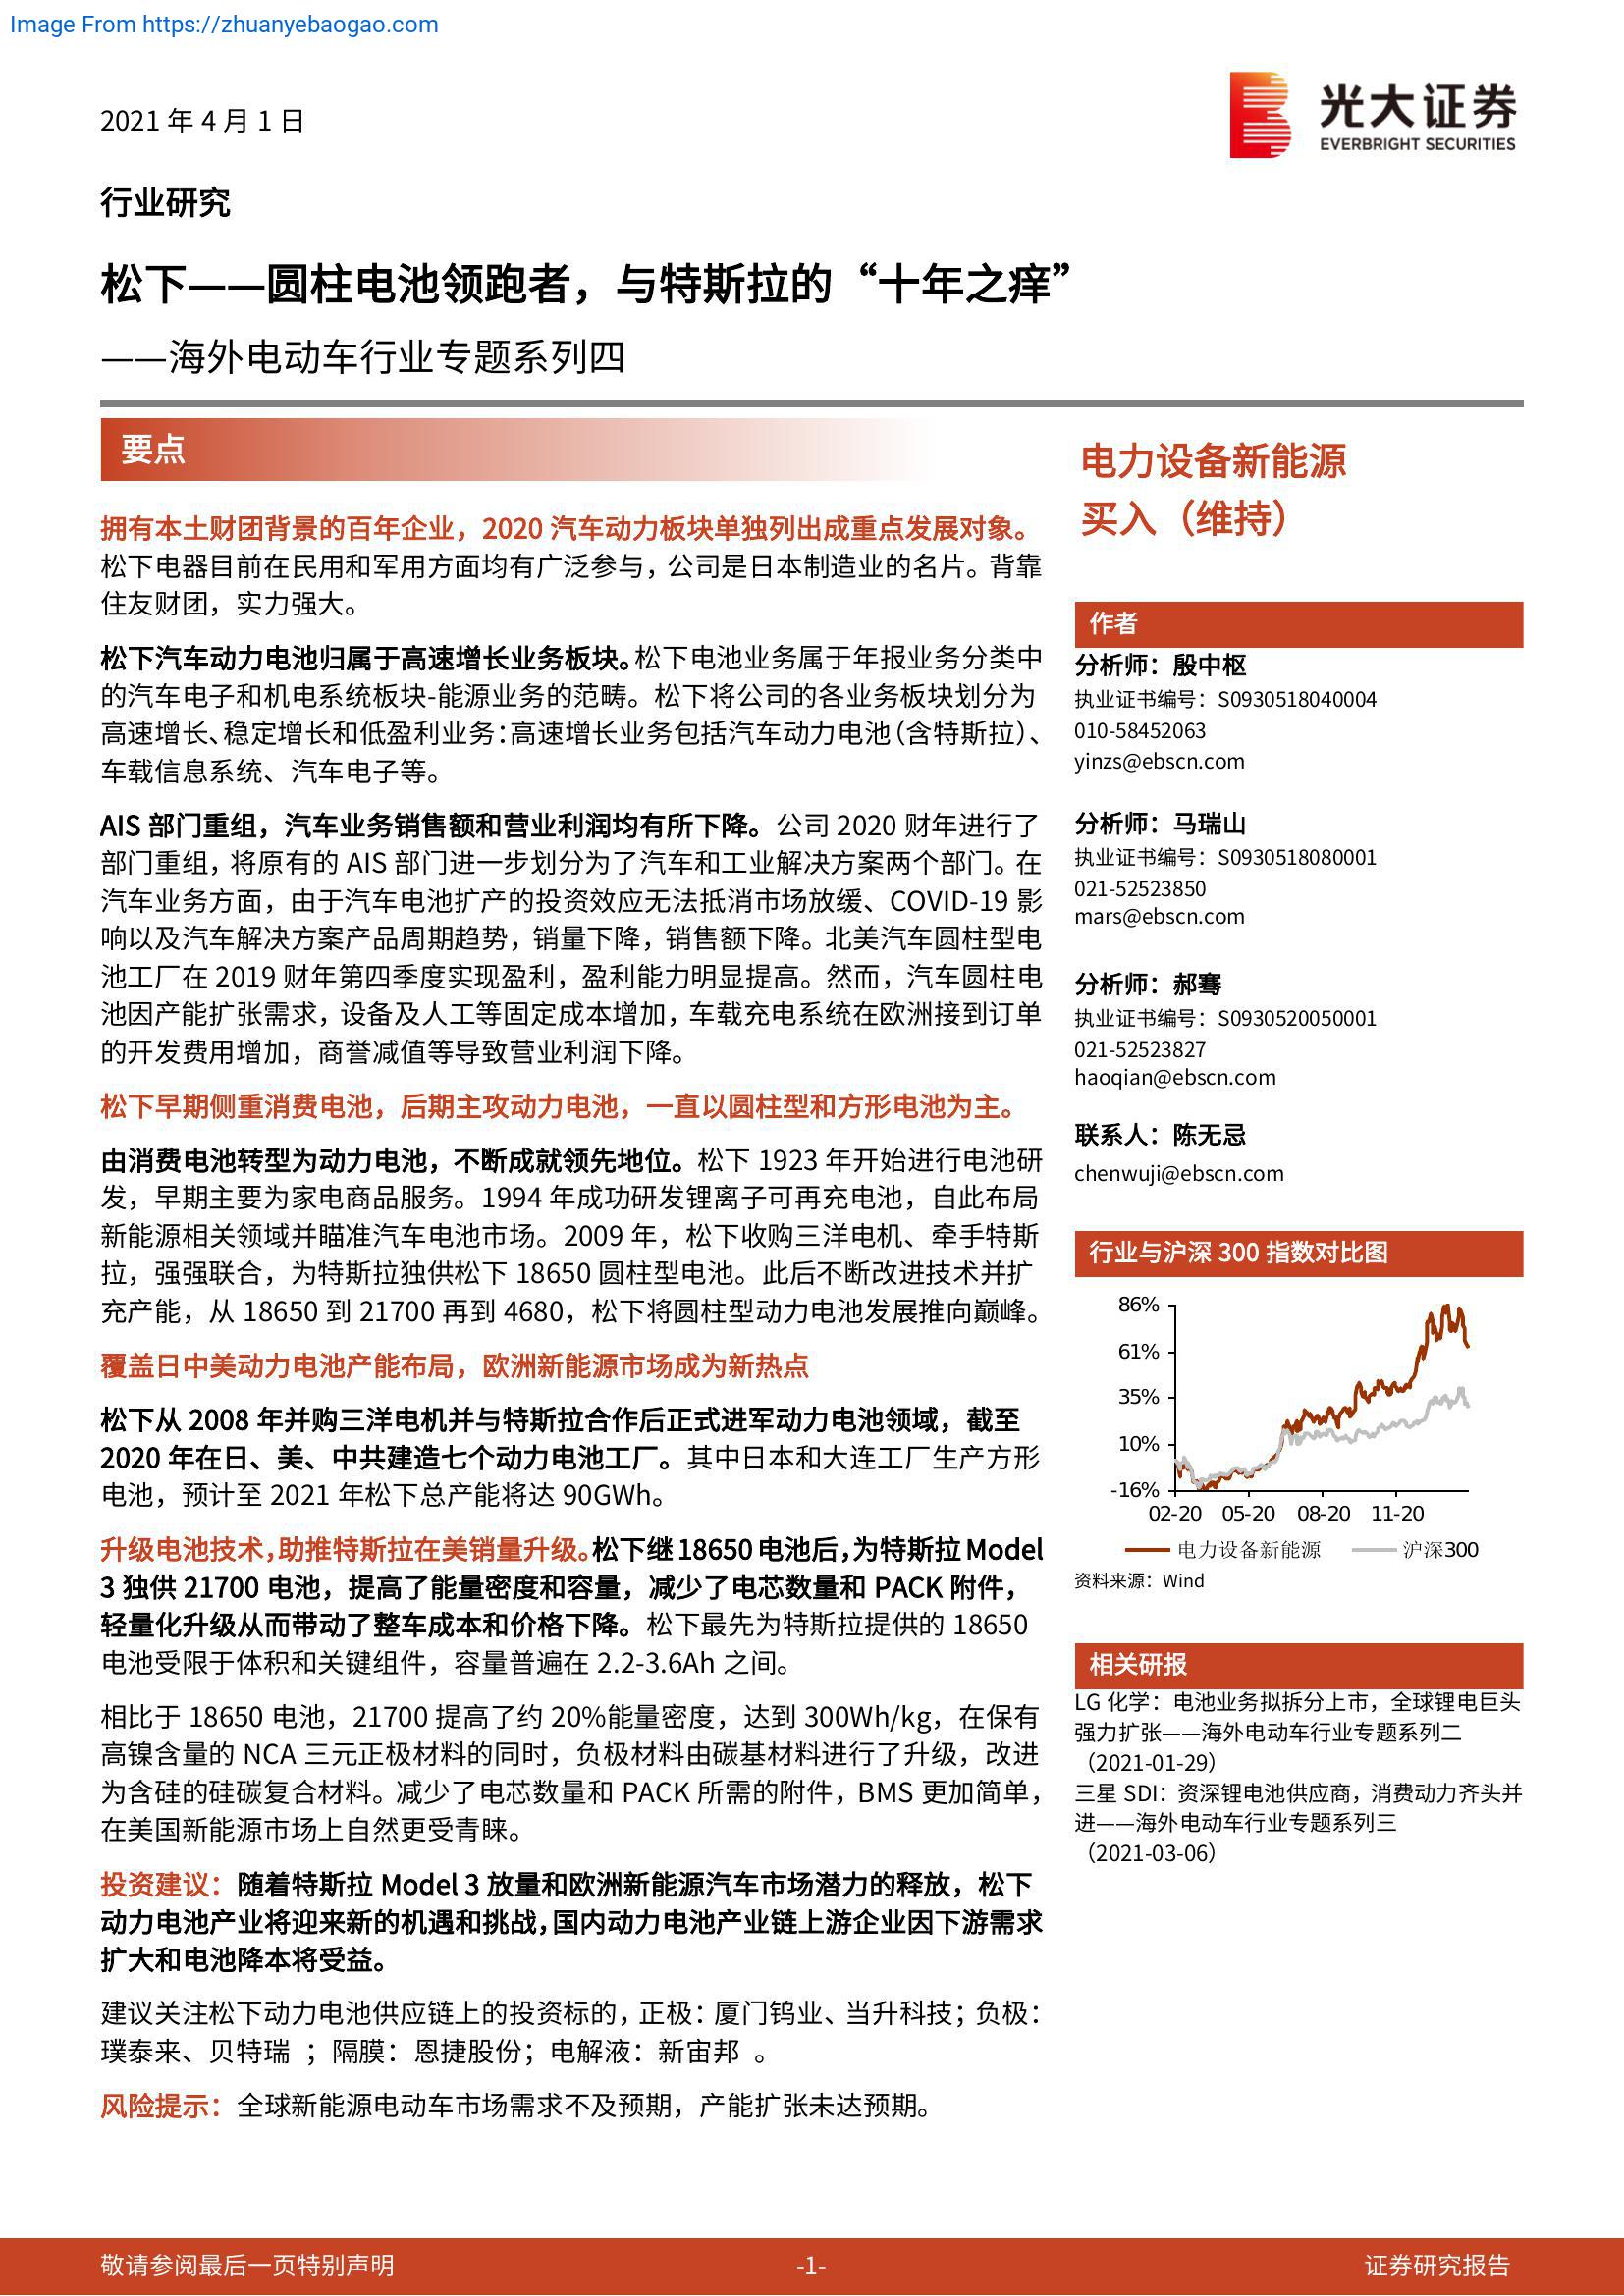 Image From https://zhuanyebaogao.com
2021 年 4 月 1 日
光大证券
EVERBRIGHT SECURITIES
行业研究
松下——圆柱电池领跑者，与特斯拉的“十年之痒”
——海外电动车行业专题系列四
要点
拥有本土财团背景的百年企业，2020 汽车动力板块单独列出成重点发展对象。
松下电器目前在民用和军用方面均有广泛参与，公司是日本制造业的名片。背靠
住友财团，实力强大。
松下汽车动力电池归属于高速增长业务板块。松下电池业务属于年报业务分类中
的汽车电子和机电系统板块-能源业务的范畴。松下将公司的各业务板块划分为
高速增长、稳定增长和低盈利业务：高速增长业务包括汽车动力电池（含特斯拉）、
车载信息系统、汽车电子等。
AIS 部门重组，汽车业务销售额和营业利润均有所下降。公司 2020 财年进行了
部门重组，将原有的 AIS 部门进一步划分为了汽车和工业解决方案两个部门。在
汽车业务方面，由于汽车电池扩产的投资效应无法抵消市场放缓、COVID-19 影
响以及汽车解决方案产品周期趋势，销量下降，销售额下降。北美汽车圆柱型电
池工厂在 2019 财年第四季度实现盈利，盈利能力明显提高。然而，汽车圆柱电
池因产能扩张需求，设备及人工等固定成本增加，车载充电系统在欧洲接到订单
的开发费用增加，商誉减值等导致营业利润下降。
松下早期侧重消费电池，后期主攻动力电池，一直以圆柱型和方形电池为主。
由消费电池转型为动力电池，不断成就领先地位。松下 1923 年开始进行电池研
发，早期主要为家电商品服务。1994 年成功研发锂离子可再充电池，自此布局
新能源相关领域并瞄准汽车电池市场。2009 年，松下收购三洋电机、牵手特斯
拉，强强联合，为特斯拉独供松下 18650 圆柱型电池。此后不断改进技术并扩
充产能，从 18650 到 21700 再到 4680，松下将圆柱型动力电池发展推向巅峰。
覆盖日中美动力电池产能布局，欧洲新能源市场成为新热点
松下从 2008 年并购三洋电机并与特斯拉合作后正式进军动力电池领域，截至
2020 年在日、美、中共建造七个动力电池工厂。其中日本和大连工厂生产方形
电池，预计至 2021 年松下总产能将达 90GWh。
升级电池技术，助推特斯拉在美销量升级。松下继 18650 电池后，为特斯拉 Model
3 独供 21700 电池，提高了能量密度和容量，减少了电芯数量和 PACK 附件，
轻量化升级从而带动了整车成本和价格下降。松下最先为特斯拉提供的 18650
电池受限于体积和关键组件，容量普遍在 2.2-3.6Ah 之间。
相比于 18650 电池，21700 提高了约 20%能量密度，达到 300Wh/kg，在保有
高镍含量的 NCA 三元正极材料的同时，负极材料由碳基材料进行了升级，改进
为含硅的硅碳复合材料。减少了电芯数量和 PACK 所需的附件，BMS 更加简单，
在美国新能源市场上自然更受青睐。
投资建议：随着特斯拉 Model 3 放量和欧洲新能源汽车市场潜力的释放，松下
动力电池产业将迎来新的机遇和挑战，国内动力电池产业链上游企业因下游需求
扩大和电池降本将受益。
建议关注松下动力电池供应链上的投资标的，正极：厦门钨业、当升科技；负极：
璞泰来、贝特瑞 ；隔膜：恩捷股份；电解液：新宙邦 。
风险提示：全球新能源电动车市场需求不及预期，产能扩张未达预期。
电力设备新能源
买入（维持）
作者
分析师：殷中枢
执业证书编号：S0930518040004
010-58452063
yinzs@ebscn.com
分析师：马瑞山
执业证书编号：S0930518080001
021-52523850
mars@ebscn.com
分析师：郝骞
执业证书编号：S0930520050001
021-52523827
haoqian@ebscn.com
联系人：陈无忌
chenwuji@ebscn.com
行业与沪深 300 指数对比图
86%
61%
35%
10%
-16%
02-20 05-20 08-20 11-20
电力设备新能源 沪深300
资料来源：Wind
相关研报
LG 化学：电池业务拟拆分上市，全球锂电巨头
强力扩张——海外电动车行业专题系列二
（2021-01-29）
三星 SDI：资深锂电池供应商，消费动力齐头并
进——海外电动车行业专题系列三
（2021-03-06）
敬请参阅最后一页特别声明 -1- 证券研究报告